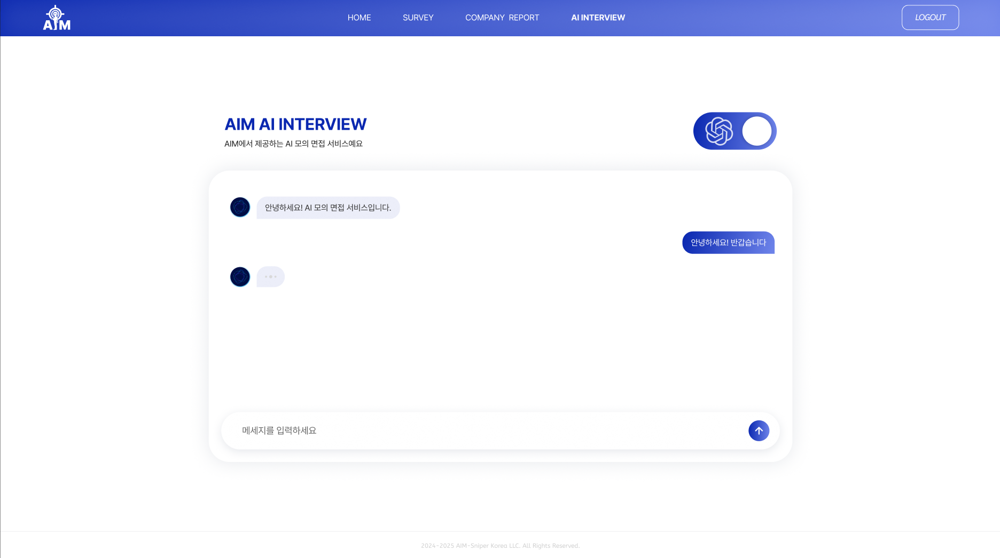 AIM
HOME
SURVEY
COMPANY REPORT
AI INTERVIEW
LOGOUT
AIM AI INTERVIEW
AIM에서 제공하는 AI 모의 면접 서비스예요
안녕하세요! AI 모의 면접 서비스입니다.
안녕하세요! 반갑습니다
메세지를 입력하세요
2024-2025 AIM-Sniper Korea LLC. All Rights Reserved.